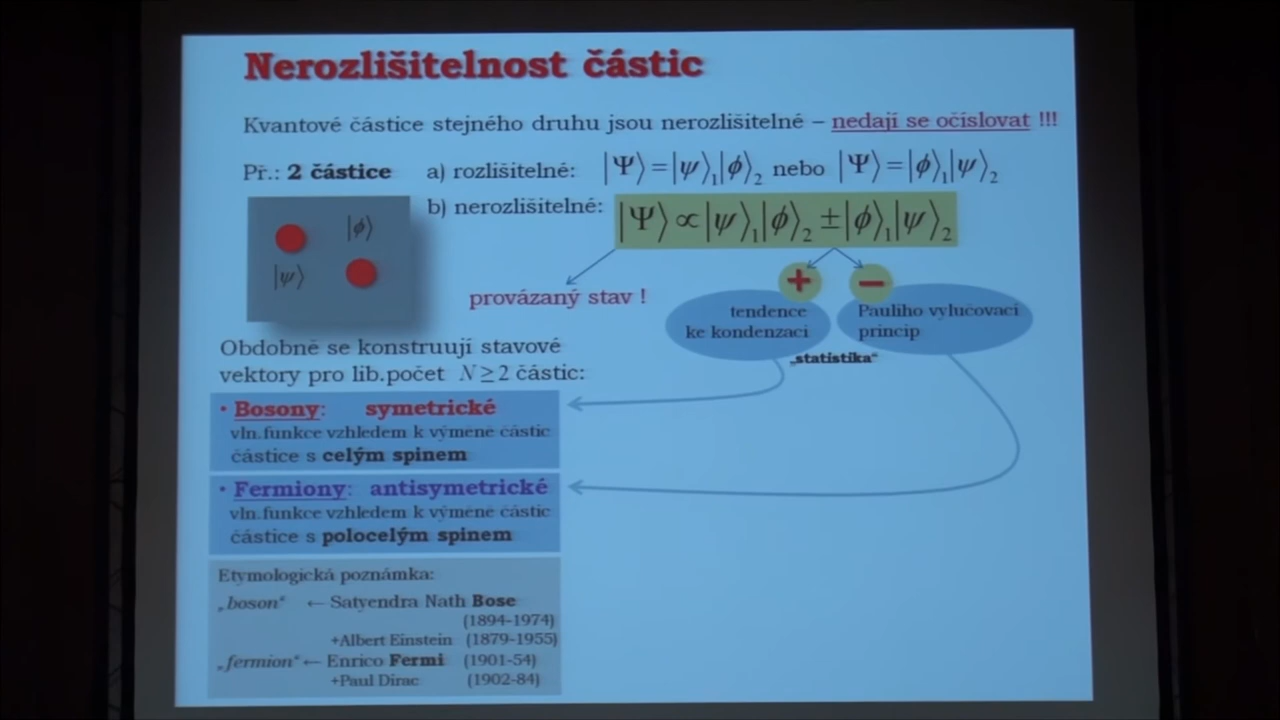 Nerozlišitelnost částic
Kvantové částice stejného druhu jsou nerozlišitelné – nedají se očíslovat !!!
Př.: 2 částice a) rozlišitelné: |Ψ⟩=|ψ⟩₁|ϕ⟩₂ nebo |Ψ⟩=|ϕ⟩₁|ψ⟩₂
b) nerozlišitelné: |Ψ⟩∝|ψ⟩₁|ϕ⟩₂±|ϕ⟩₁|ψ⟩₂
|ϕ⟩
|ψ⟩
provázaný stav !
+
tendence
ke kondenzaci
−
Pauliho vylučovací
princip
„statistika“
Obdobně se konstruují stavové
vektory pro lib.počet N ≥ 2 částic:
• Bosony: symetrické
vln.funkce vzhledem k výměně částic
částice s celým spinem
• Fermiony: antisymetrické
vln.funkce vzhledem k výměně částic
částice s polocelým spinem
Etymologická poznámka:
„boson“ ← Satyendra Nath Bose
(1894-1974)
+Albert Einstein (1879-1955)
„fermion“ ← Enrico Fermi (1901-54)
+Paul Dirac (1902-84)